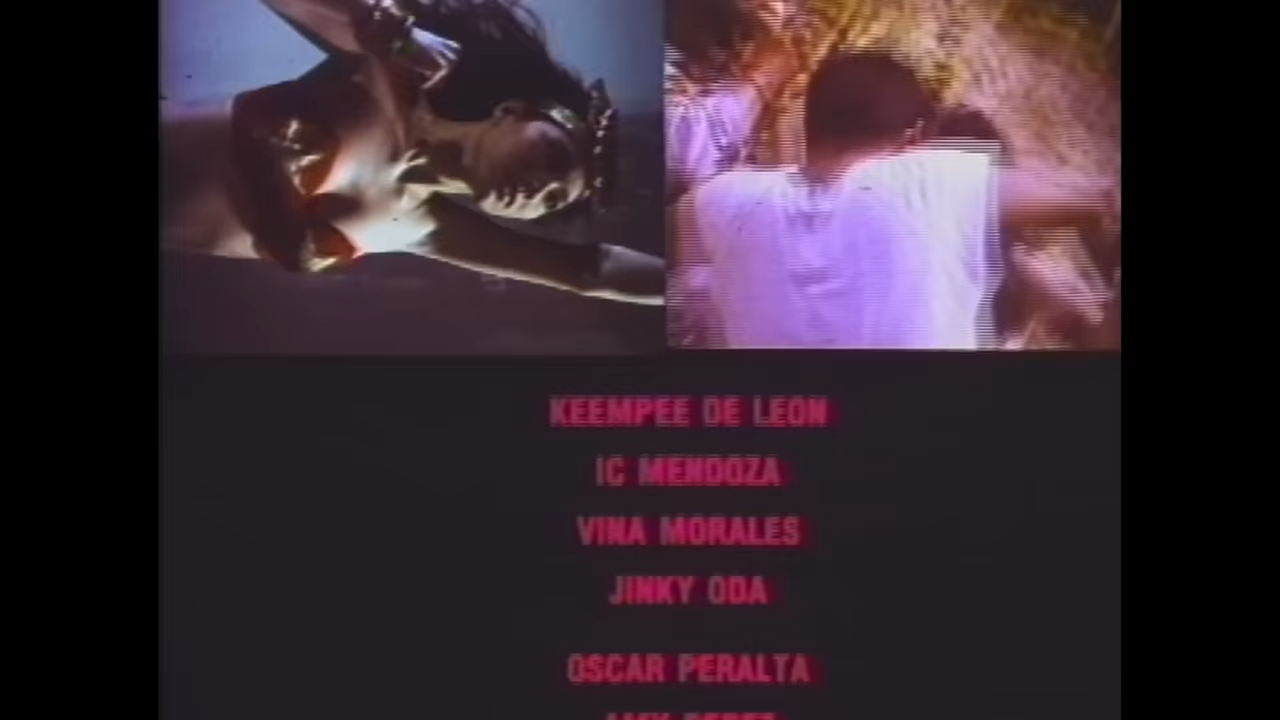 KEEMPEE DE LEON
IC MENDOZA
VINA MORALES
JINKY ODA
OSCAR PERALTA